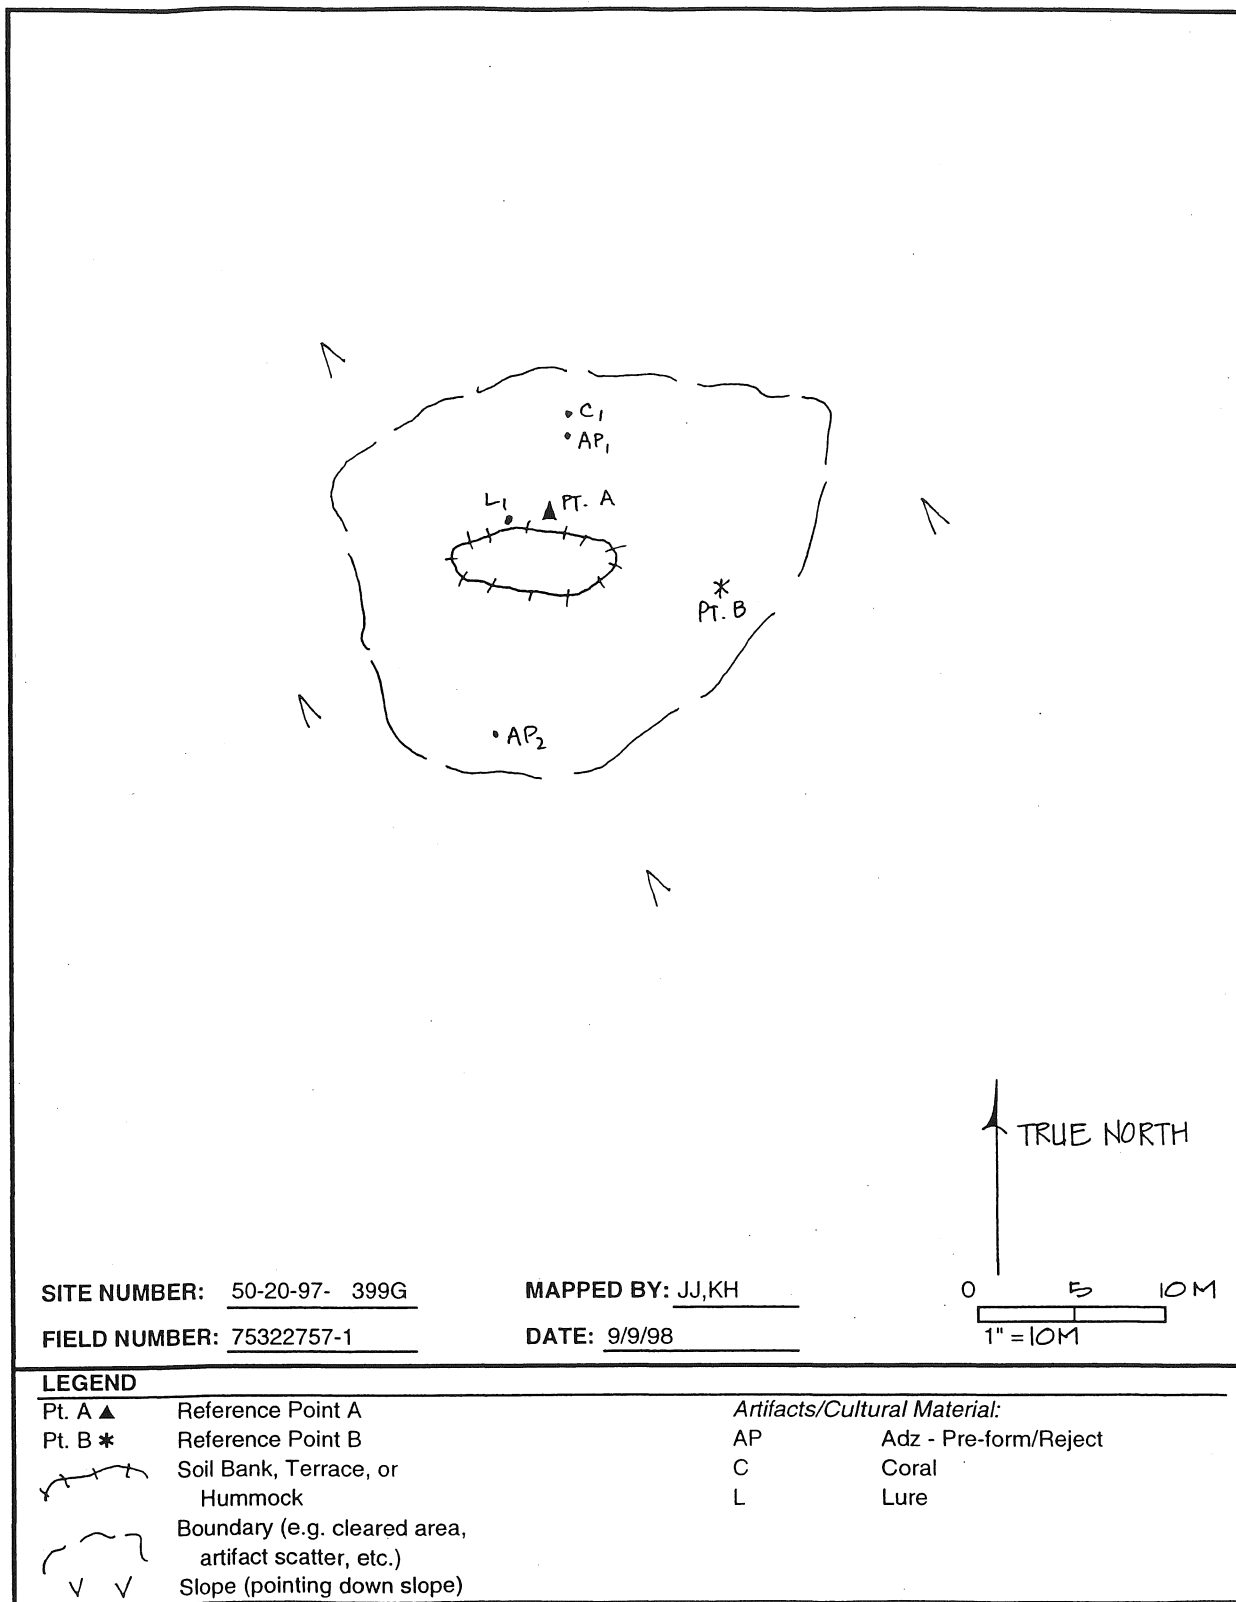 C1
AP1
L1
PT. A
PT. B
AP2
TRUE NORTH
SITE NUMBER: 50-20-97- 399G
MAPPED BY: JJ,KH
0 5 10M
FIELD NUMBER: 75322757-1
DATE: 9/9/98
1" = 10M
LEGEND
Pt. A ▲ Reference Point A
Artifacts/Cultural Material:
Pt. B * Reference Point B
AP Adz - Pre-form/Reject
Soil Bank, Terrace, or
C Coral
Hummock
L Lure
Boundary (e.g. cleared area,
artifact scatter, etc.)
Slope (pointing down slope)